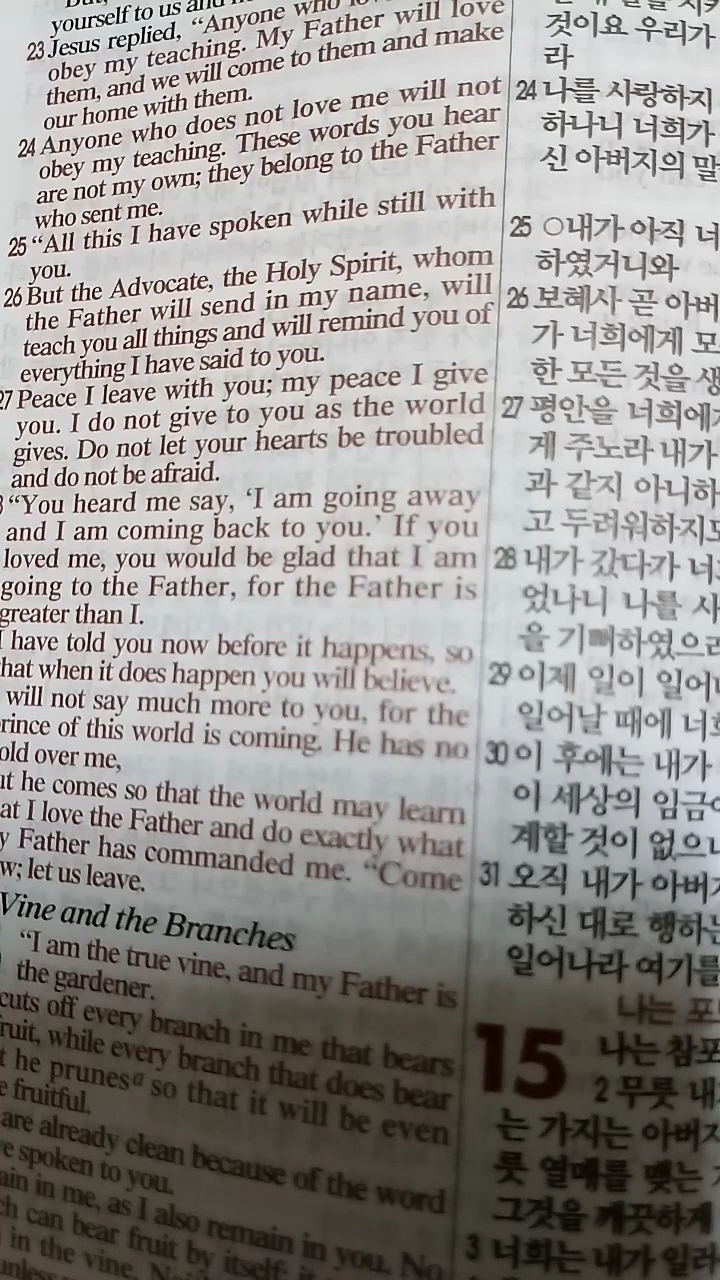 yourself to us and
23 Jesus replied, “Anyone who
obey my teaching. My Father will love
them, and we will come to them and make
our home with them.
24 Anyone who does not love me will not
obey my teaching. These words you hear
are not my own; they belong to the Father
who sent me.
25 “All this I have spoken while still with
you.
26 But the Advocate, the Holy Spirit, whom
the Father will send in my name, will
teach you all things and will remind you of
everything I have said to you.
27 Peace I leave with you; my peace I give
you. I do not give to you as the world
gives. Do not let your hearts be troubled
and do not be afraid.
“You heard me say, ‘I am going away
and I am coming back to you.’ If you
loved me, you would be glad that I am
going to the Father, for the Father is
greater than I.
I have told you now before it happens, so
that when it does happen you will believe.
will not say much more to you, for the
rince of this world is coming. He has no
old over me,
ut he comes so that the world may learn
at I love the Father and do exactly what
y Father has commanded me. “Come
w; let us leave.
Vine and the Branches
“I am the true vine, and my Father is
the gardener.
cuts off every branch in me that bears
ruit, while every branch that does bear
t he prunesᵃ so that it will be even
e fruitful.
are already clean because of the word
ve spoken to you.
ain in me, as I also remain in you. No
ch can bear fruit by itself; it
in the vine.
것이요 우리가
라
24 나를 사랑하지
하나니 너희가
신 아버지의 말
25 ○내가 아직 너
하였거니와
26 보혜사 곧 아버
가 너희에게 모
한 모든 것을 생
27 평안을 너희에게
게 주노라 내가
과 같지 아니하
고 두려워하지도
28 내가 갔다가 너
었나니 나를 사
을 기뻐하였으리
29 이제 일이 일어나
일어날 때에 너희
30 이 후에는 내가
이 세상의 임금이
계할 것이 없으니
31 오직 내가 아버지
하신 대로 행하는
일어나라 여기를
나는 포도
15 나는 참포
2 무릇 내
는 가지는 아버지
릇 열매를 맺는
그것을 깨끗하게
3 너희는 내가 일러